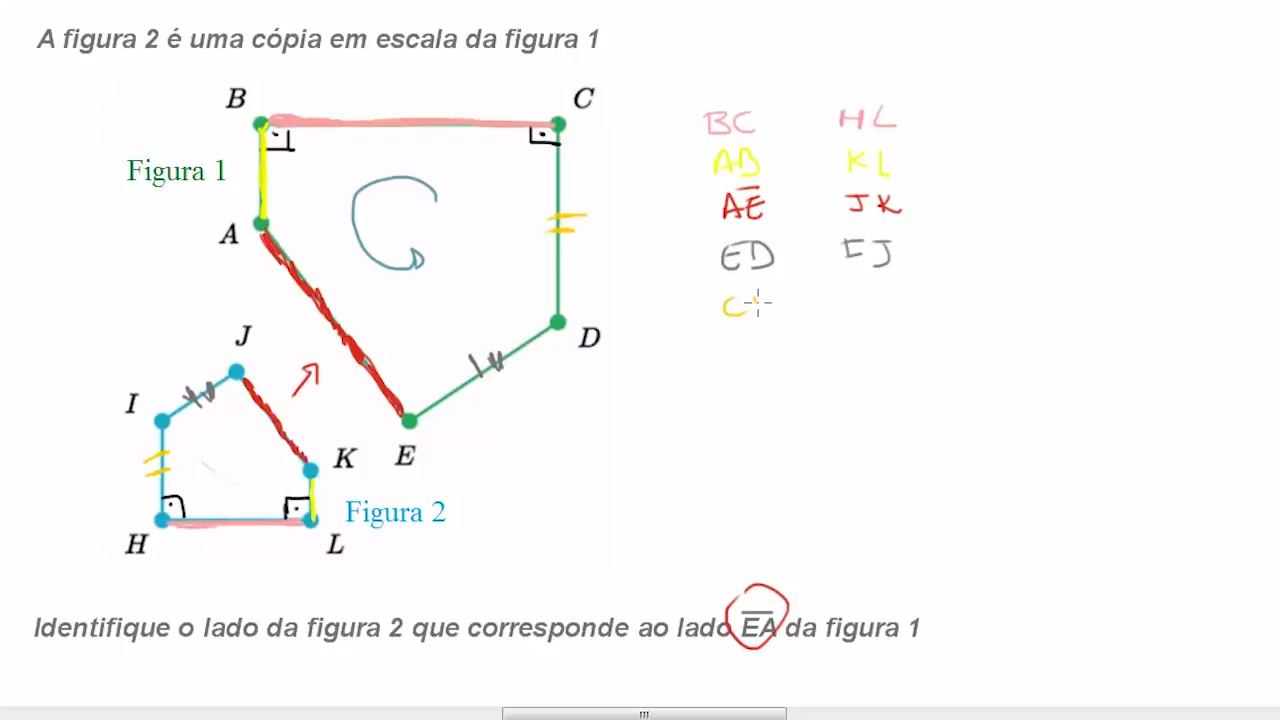 A figura 2 é uma cópia em escala da figura 1
B C
Figura 1
A
D
E
J
I
K
Figura 2
H L
BC HL
AB KL
AE JK
ED IJ
C
Identifique o lado da figura 2 que corresponde ao lado EA da figura 1